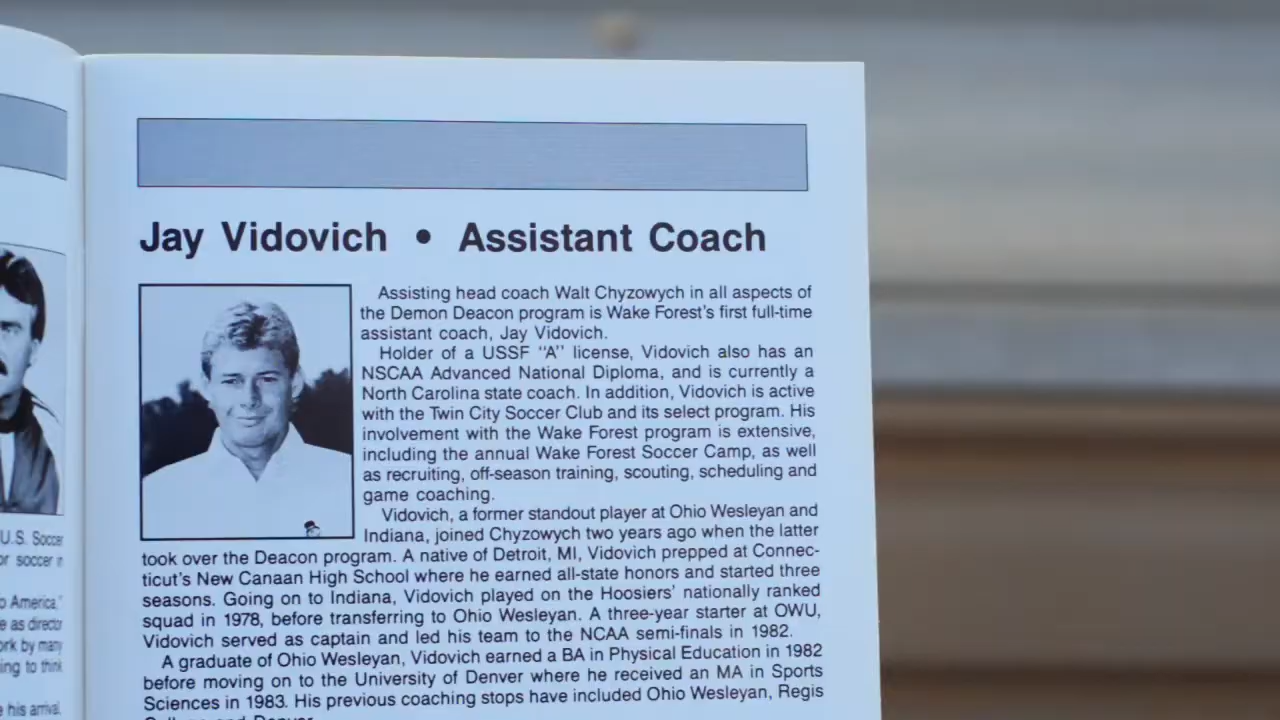 Jay Vidovich • Assistant Coach
Assisting head coach Walt Chyzowych in all aspects of
the Demon Deacon program is Wake Forest's first full-time
assistant coach, Jay Vidovich.
Holder of a USSF "A" license, Vidovich also has an
NSCAA Advanced National Diploma, and is currently a
North Carolina state coach. In addition, Vidovich is active
with the Twin City Soccer Club and its select program. His
involvement with the Wake Forest program is extensive,
including the annual Wake Forest Soccer Camp, as well
as recruiting, off-season training, scouting, scheduling and
game coaching.
Vidovich, a former standout player at Ohio Wesleyan and
Indiana, joined Chyzowych two years ago when the latter
took over the Deacon program. A native of Detroit, MI, Vidovich prepped at Connec-
ticut's New Canaan High School where he earned all-state honors and started three
seasons. Going on to Indiana, Vidovich played on the Hoosiers' nationally ranked
squad in 1978, before transferring to Ohio Wesleyan. A three-year starter at OWU,
Vidovich served as captain and led his team to the NCAA semi-finals in 1982.
A graduate of Ohio Wesleyan, Vidovich earned a BA in Physical Education in 1982
before moving on to the University of Denver where he received an MA in Sports
Sciences in 1983. His previous coaching stops have included Ohio Wesleyan, Regis
U.S. Soccer
or soccer
America,"
as director
by many
ing to think
his arrival.